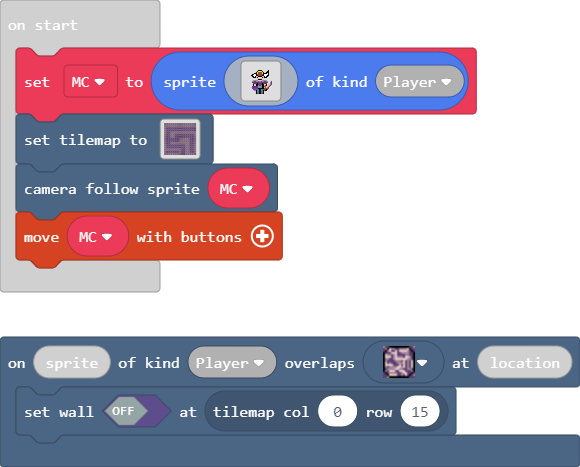 on start
set MC to sprite of kind Player
set tilemap to
camera follow sprite MC
move MC with buttons
on sprite of kind Player overlaps at location
set wall OFF at tilemap col 0 row 15